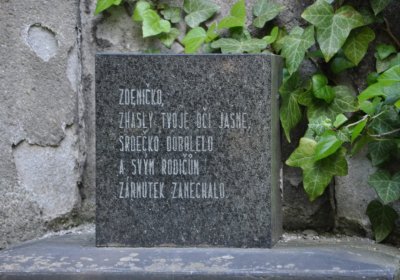 ZDENIČKO,
ZHASLY TVOJE OČI JASNÉ,
SRDÉČKO DOBOLELO
A SVÝM RODIČŮM
ZÁRMUTEK ZANECHALO.